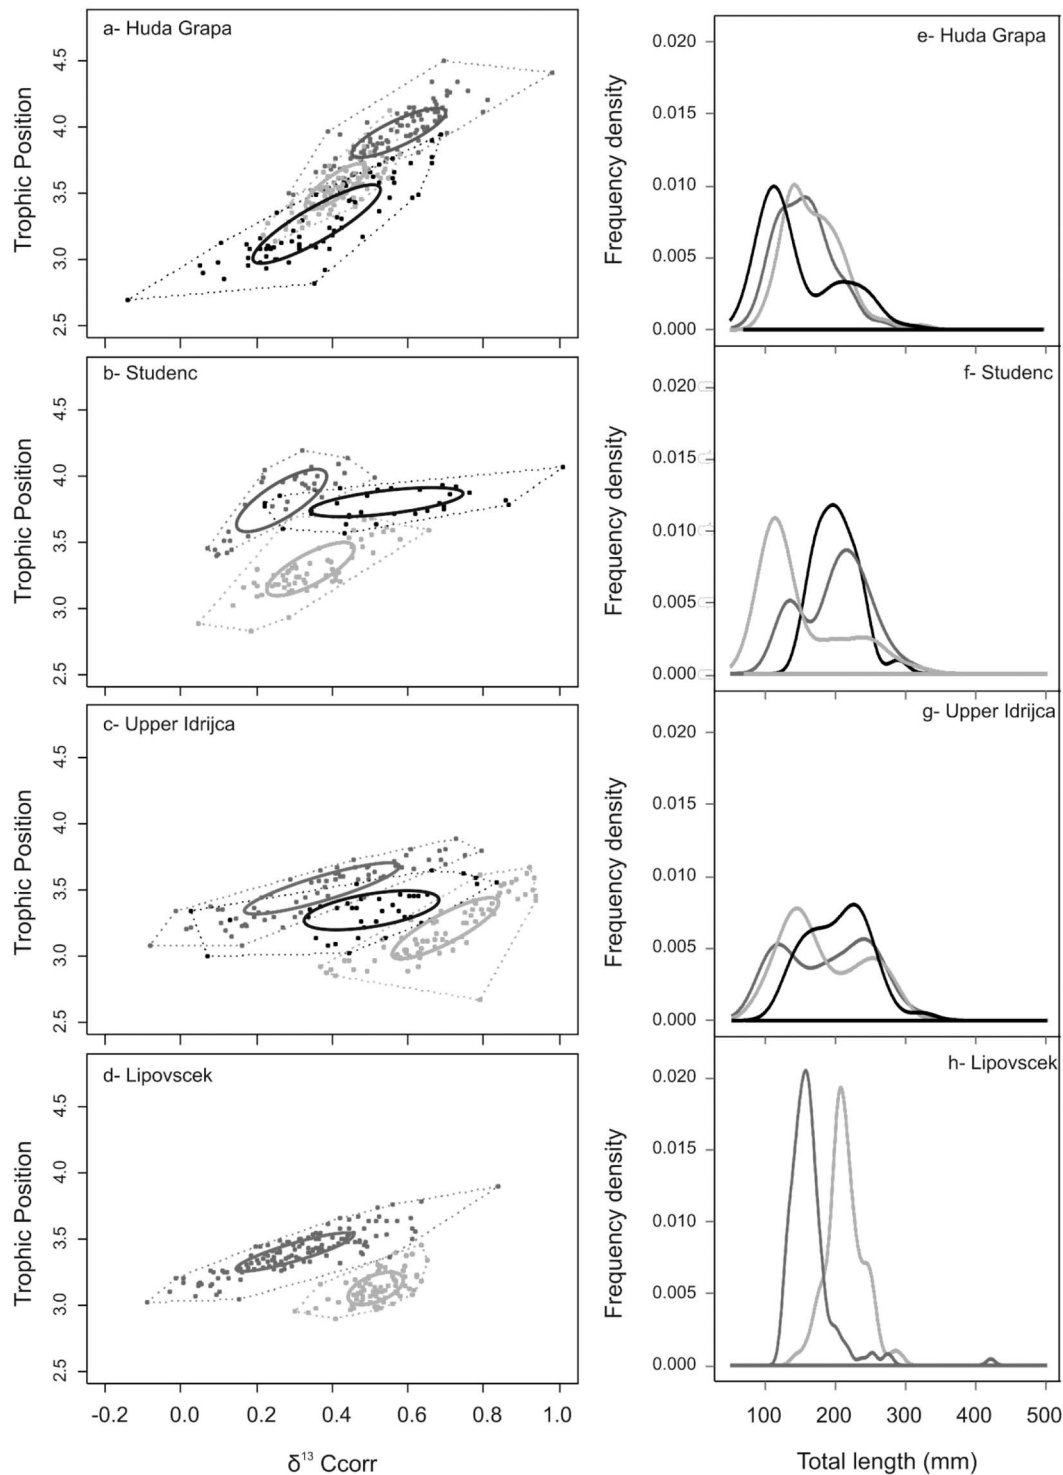 a- Huda Grapa
Trophic Position
4.5
4.0
3.5
3.0
2.5
b- Studenc
Trophic Position
4.5
4.0
3.5
3.0
2.5
c- Upper Idrijca
Trophic Position
4.5
4.0
3.5
3.0
2.5
d- Lipovscek
Trophic Position
4.5
4.0
3.5
3.0
2.5
-0.2 0.0 0.2 0.4 0.6 0.8 1.0
δ¹³ Ccorr
e- Huda Grapa
Frequency density
0.020
0.015
0.010
0.005
0.000
f- Studenc
Frequency density
0.020
0.015
0.010
0.005
0.000
g- Upper Idrijca
Frequency density
0.020
0.015
0.010
0.005
0.000
h- Lipovscek
Frequency density
0.020
0.015
0.010
0.005
0.000
100 200 300 400 500
Total length (mm)